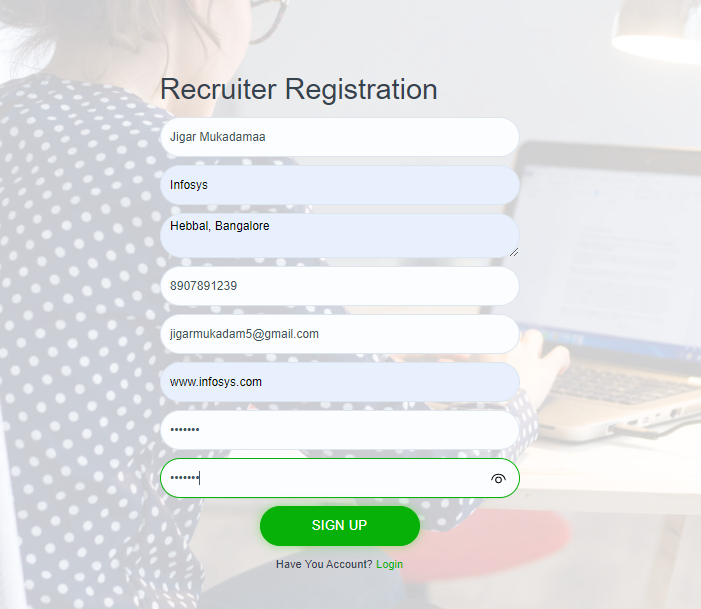 Recruiter Registration
Jigar Mukadamaa
Infosys
Hebbal, Bangalore
8907891239
jigarmukadam5@gmail.com
www.infosys.com
•••••••
•••••••
SIGN UP
Have You Account? Login